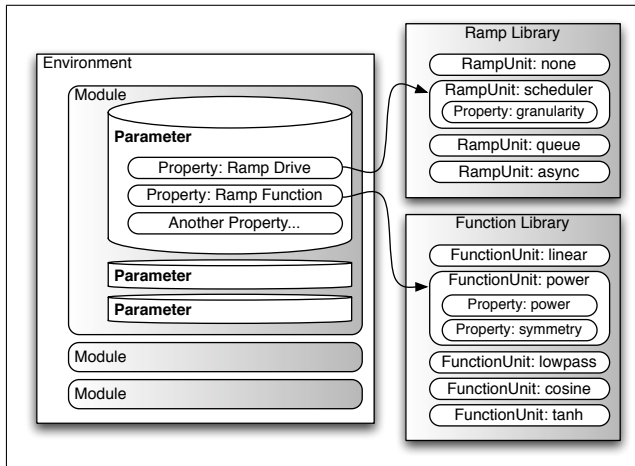 Environment
Module
Parameter
Property: Ramp Drive
Property: Ramp Function
Another Property...
Parameter
Parameter
Module
Module
Ramp Library
RampUnit: none
RampUnit: scheduler
Property: granularity
RampUnit: queue
RampUnit: async
Function Library
FunctionUnit: linear
FunctionUnit: power
Property: power
Property: symmetry
FunctionUnit: lowpass
FunctionUnit: cosine
FunctionUnit: tanh